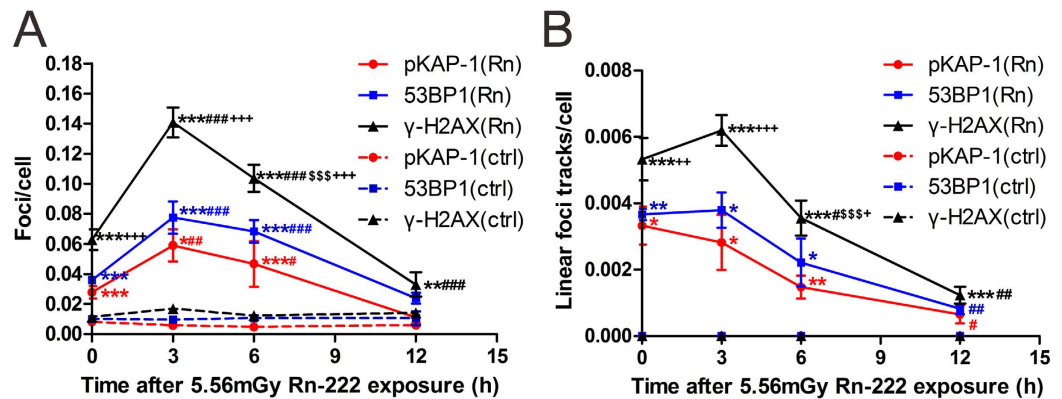 A
0.18
0.16
0.14
0.12
0.10
0.08
0.06
0.04
0.02
0.00
Foci/cell
0
3
6
9
12
15
Time after 5.56mGy Rn-222 exposure (h)
***+++
***
***
***###+++
***###
*##
***###$$$+++
***###
***#
**###
pKAP-1(Rn)
53BP1(Rn)
γ-H2AX(Rn)
pKAP-1(ctrl)
53BP1(ctrl)
γ-H2AX(ctrl)
B
0.008
0.006
0.004
0.002
0.000
Linear foci tracks/cell
0
3
6
9
12
15
Time after 5.56mGy Rn-222 exposure (h)
***++
**
*
***+++
*
*
***#$$$+
*
**
***##
##
#
pKAP-1(Rn)
53BP1(Rn)
γ-H2AX(Rn)
pKAP-1(ctrl)
53BP1(ctrl)
γ-H2AX(ctrl)